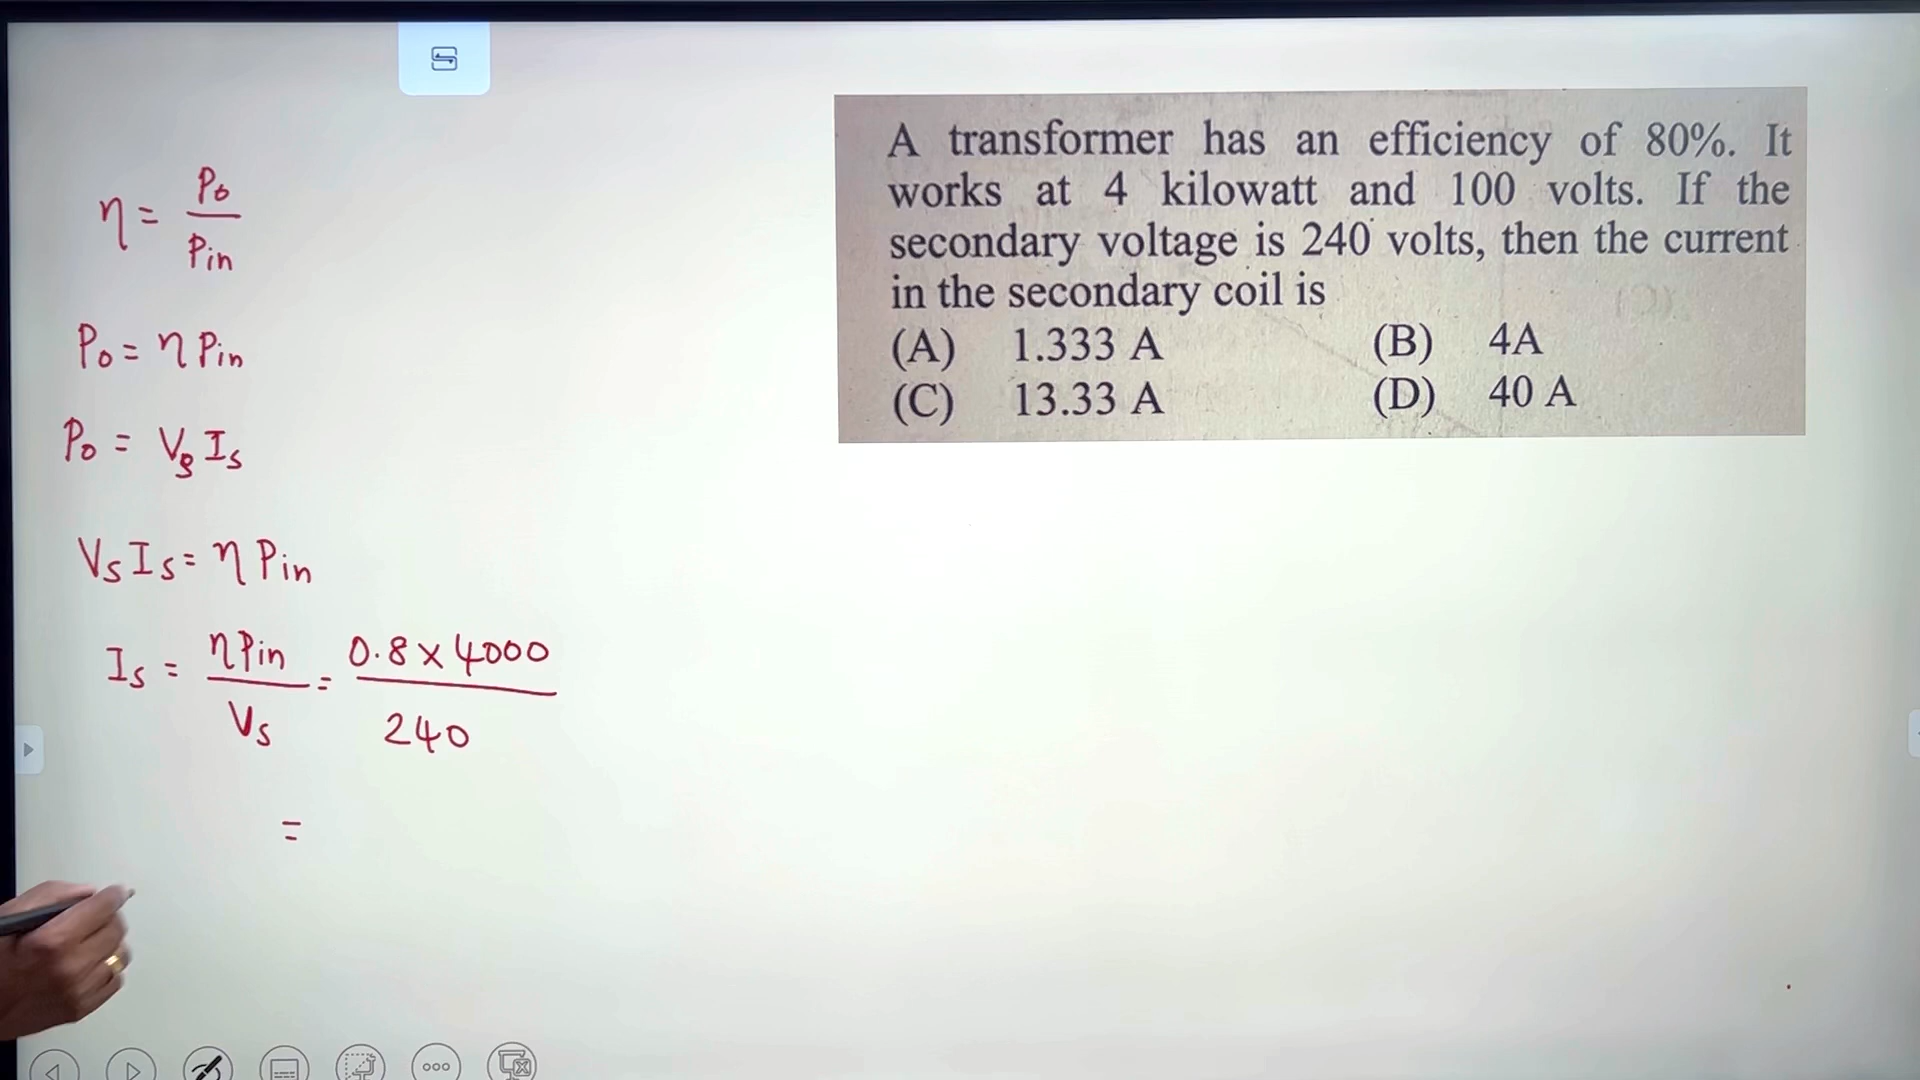 η = Po / Pin
Po = η Pin
Po = Vs Is
Vs Is = η Pin
Is = ηPin / Vs = 0.8 × 4000 / 240
=
A transformer has an efficiency of 80%. It
works at 4 kilowatt and 100 volts. If the
secondary voltage is 240 volts, then the current
in the secondary coil is
(A) 1.333 A (B) 4A
(C) 13.33 A (D) 40 A